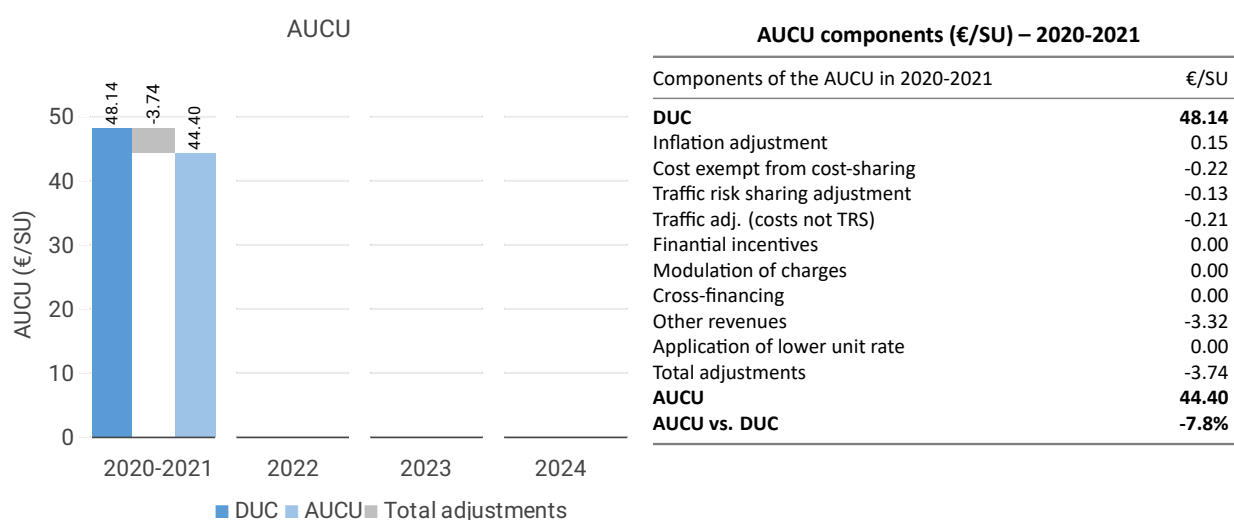 AUCU
AUCU (€/SU)
50
40
30
20
10
0
48.14
-3.74
44.40
2020-2021
2022
2023
2024
DUC
AUCU
Total adjustments
AUCU components (€/SU) – 2020-2021
Components of the AUCU in 2020-2021 €/SU
DUC 48.14
Inflation adjustment 0.15
Cost exempt from cost-sharing -0.22
Traffic risk sharing adjustment -0.13
Traffic adj. (costs not TRS) -0.21
Finantial incentives 0.00
Modulation of charges 0.00
Cross-financing 0.00
Other revenues -3.32
Application of lower unit rate 0.00
Total adjustments -3.74
AUCU 44.40
AUCU vs. DUC -7.8%